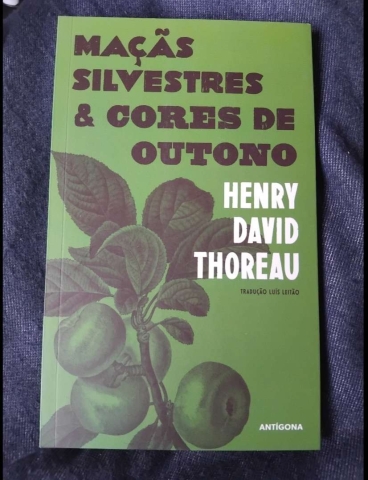 MAÇÃS
SILVESTRES
& CORES DE
OUTONO
HENRY
DAVID
THOREAU
TRADUÇÃO LUÍS LEITÃO
ANTÍGONA